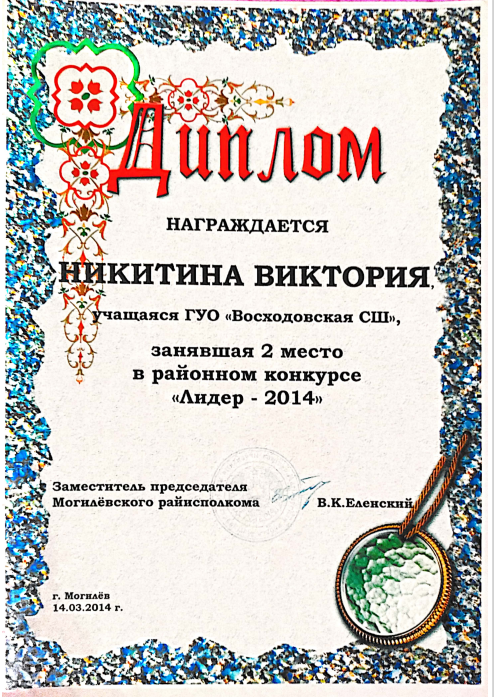 Диплом
НАГРАЖДАЕТСЯ
НИКИТИНА ВИКТОРИЯ,
учащаяся ГУО «Восходовская СШ»,
занявшая 2 место
в районном конкурсе
«Лидер - 2014»
Заместитель председателя
Могилёвского райисполкома В.К.Еленский
г. Могилёв
14.03.2014 г.